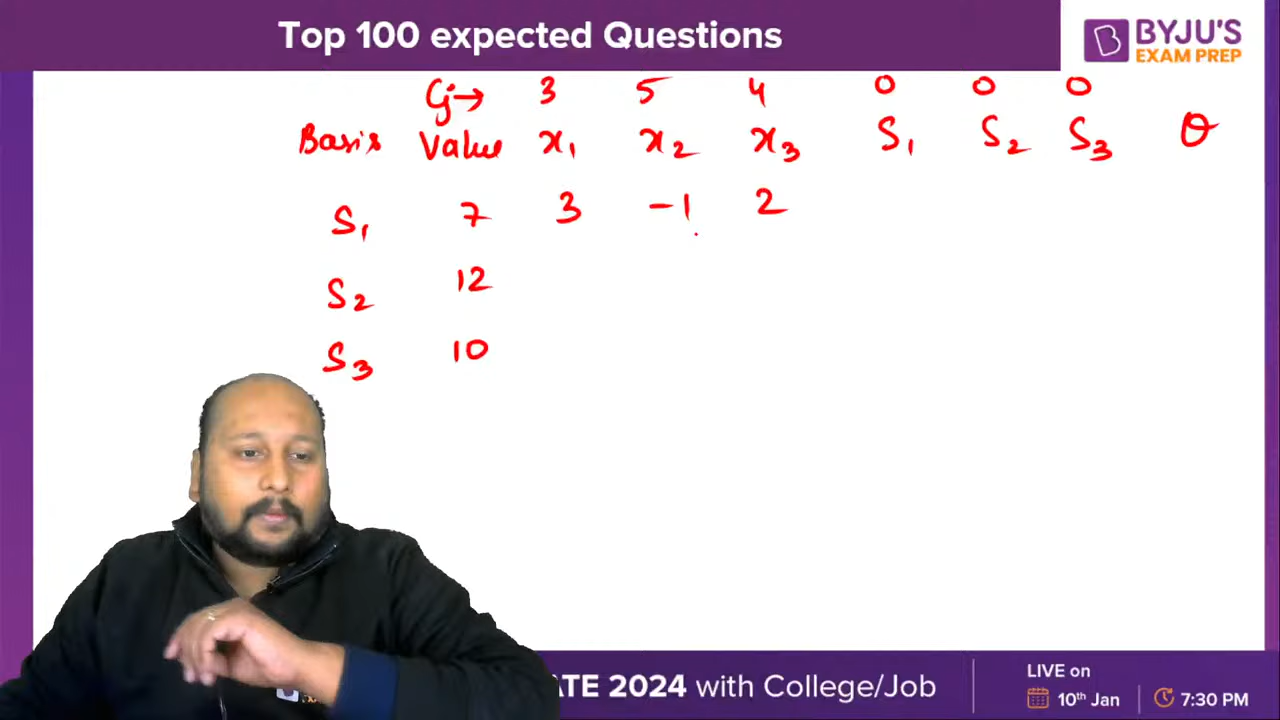 Top 100 expected Questions
BYJU'S
EXAM PREP
Cj→ 3 5 4 0 0 0
Basis Value x₁ x₂ x₃ S₁ S₂ S₃ θ
S₁ 7 3 -1 2
S₂ 12
S₃ 10
ATE 2024 with College/Job
LIVE on
10th Jan
7:30 PM